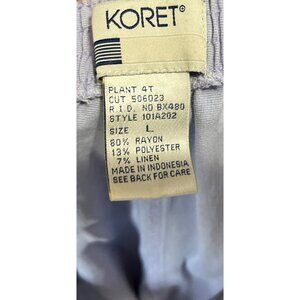 KORET®
PLANT 4T
CUT 506023
R.I.D. NO BK480
STYLE 101A202
SIZE L
80% RAYON
13% POLYESTER
7% LINEN
MADE IN INDONESIA
SEE BACK FOR CARE